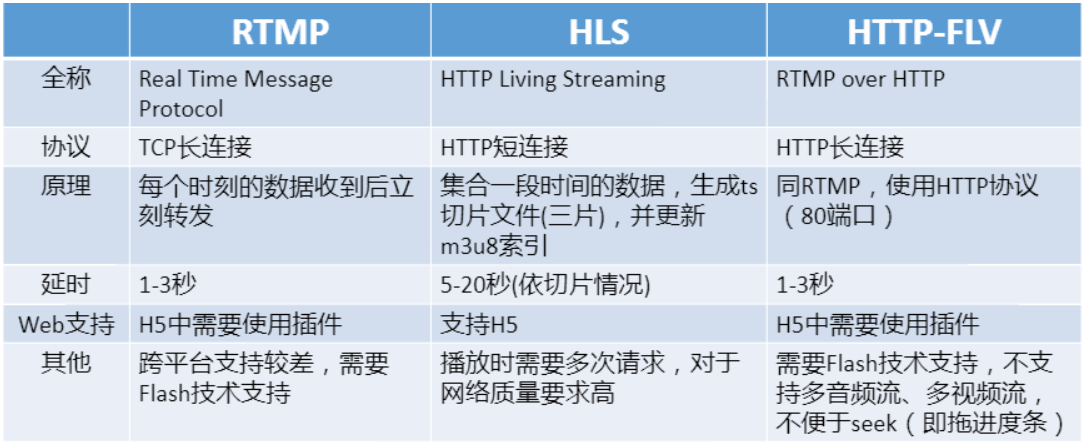 RTMP HLS HTTP-FLV
全称 Real Time Message Protocol HTTP Living Streaming RTMP over HTTP
协议 TCP长连接 HTTP短连接 HTTP长连接
原理 每个时刻的数据收到后立刻转发 集合一段时间的数据，生成ts切片文件(三片)，并更新m3u8索引 同RTMP，使用HTTP协议（80端口）
延时 1-3秒 5-20秒(依切片情况) 1-3秒
Web支持 H5中需要使用插件 支持H5 H5中需要使用插件
其他 跨平台支持较差，需要Flash技术支持 播放时需要多次请求，对于网络质量要求高 需要Flash技术支持，不支持多音频流、多视频流，不便于seek（即拖进度条）